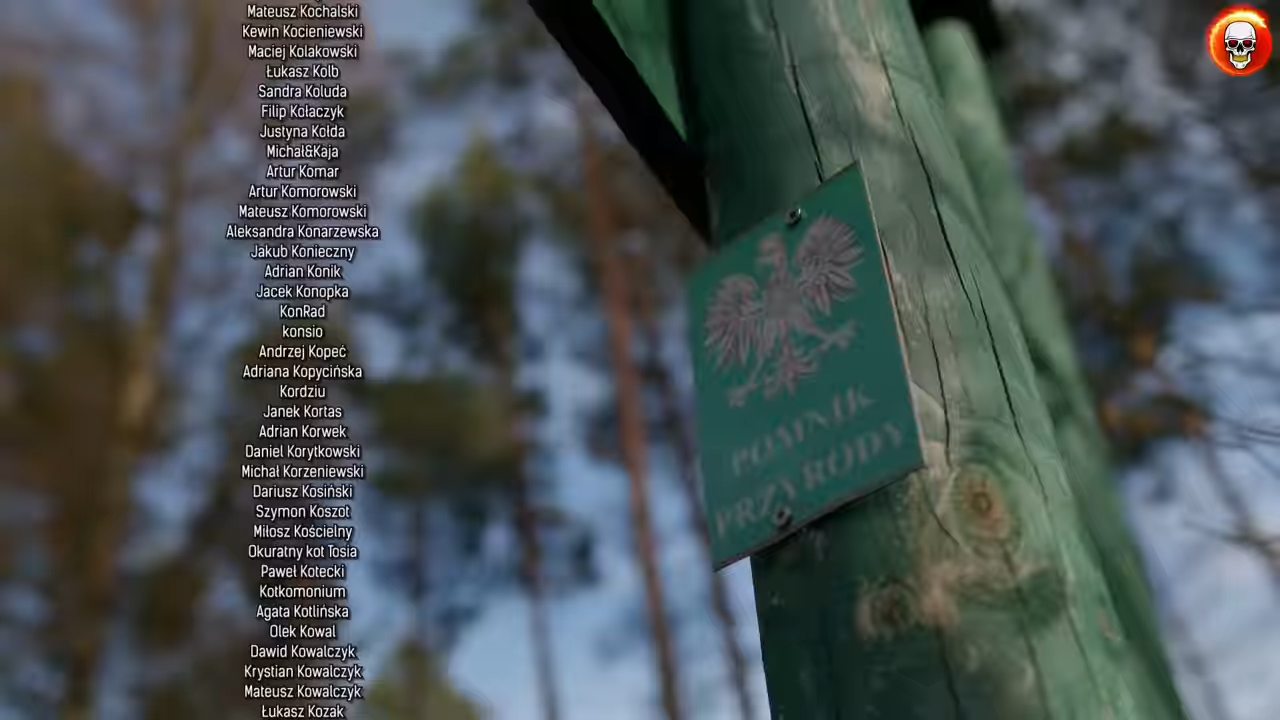 Mateusz Kochalski
Kewin Kocieniewski
Maciej Kolakowski
Łukasz Kolb
Sandra Koluda
Filip Kołaczyk
Justyna Kołda
Michał&Kaja
Artur Komar
Artur Komorowski
Mateusz Komorowski
Aleksandra Konarzewska
Jakub Konieczny
Adrian Konik
Jacek Konopka
KonRad
konsio
Andrzej Kopeć
Adriana Kopycińska
Kordziu
Janek Kortas
Adrian Korwek
Daniel Korytkowski
Michał Korzeniewski
Dariusz Kosiński
Szymon Koszot
Miłosz Kościelny
Okuratny kot Tosia
Paweł Kotecki
Kotkomonium
Agata Kotlińska
Olek Kowal
Dawid Kowalczyk
Krystian Kowalczyk
Mateusz Kowalczyk
Łukasz Kozak
POMNIK
PRZYRODY